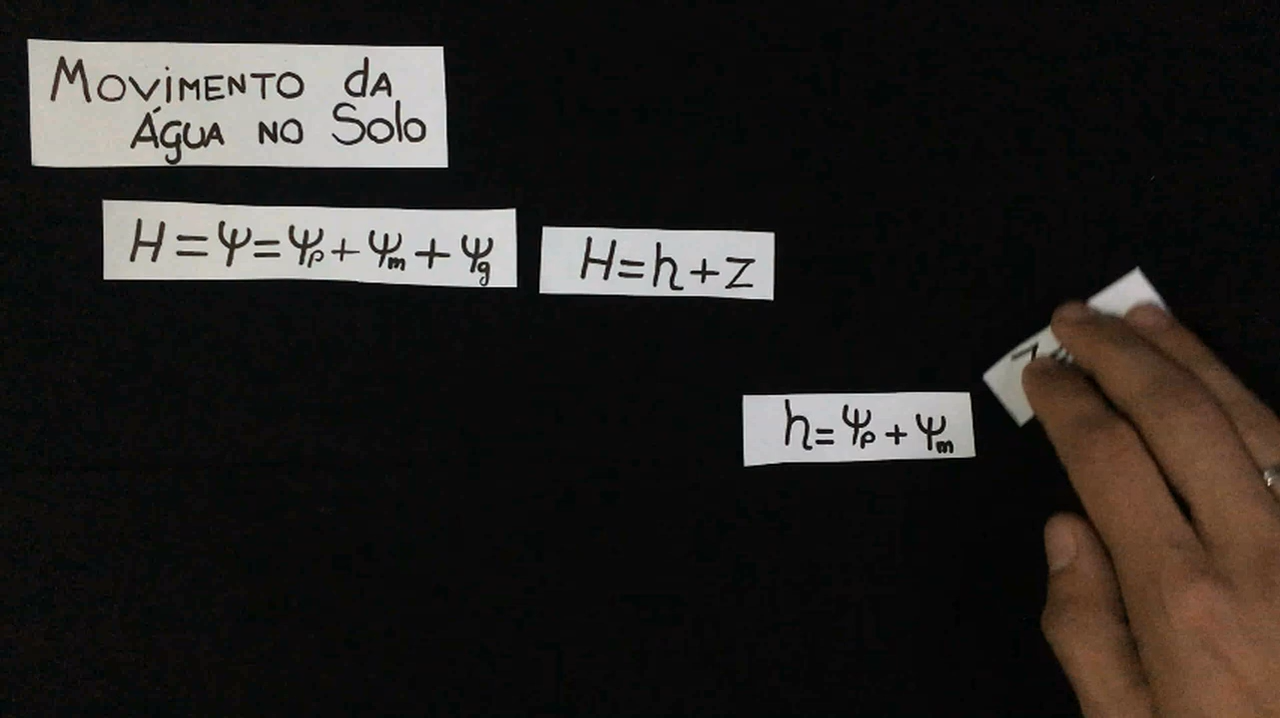 Movimento da
Água no Solo
H=Ψ=Ψp+Ψm+Ψg
H=h+z
h=Ψp+Ψm